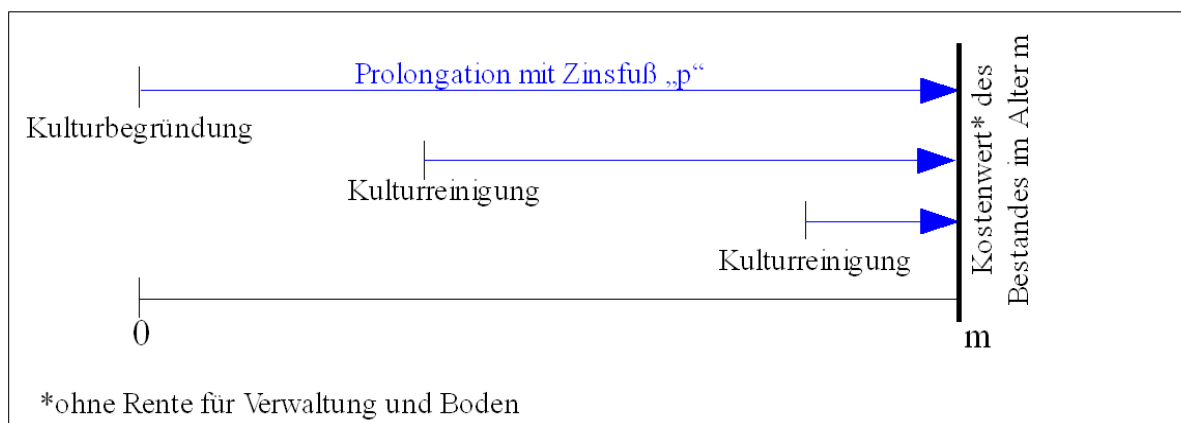 Prolongation mit Zinsfuß „p“
Kulturbegründung
Kulturreinigung
Kulturreinigung
Kostenwert* des
Bestandes im Alter m
0
m
*ohne Rente für Verwaltung und Boden